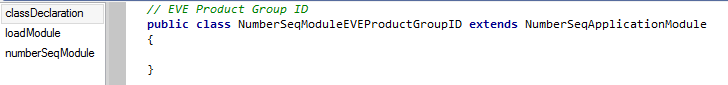 classDeclaration
loadModule
numberSeqModule
// EVE Product Group ID
public class NumberSeqModuleEVEProductGroupID extends NumberSeqApplicationModule
{
}